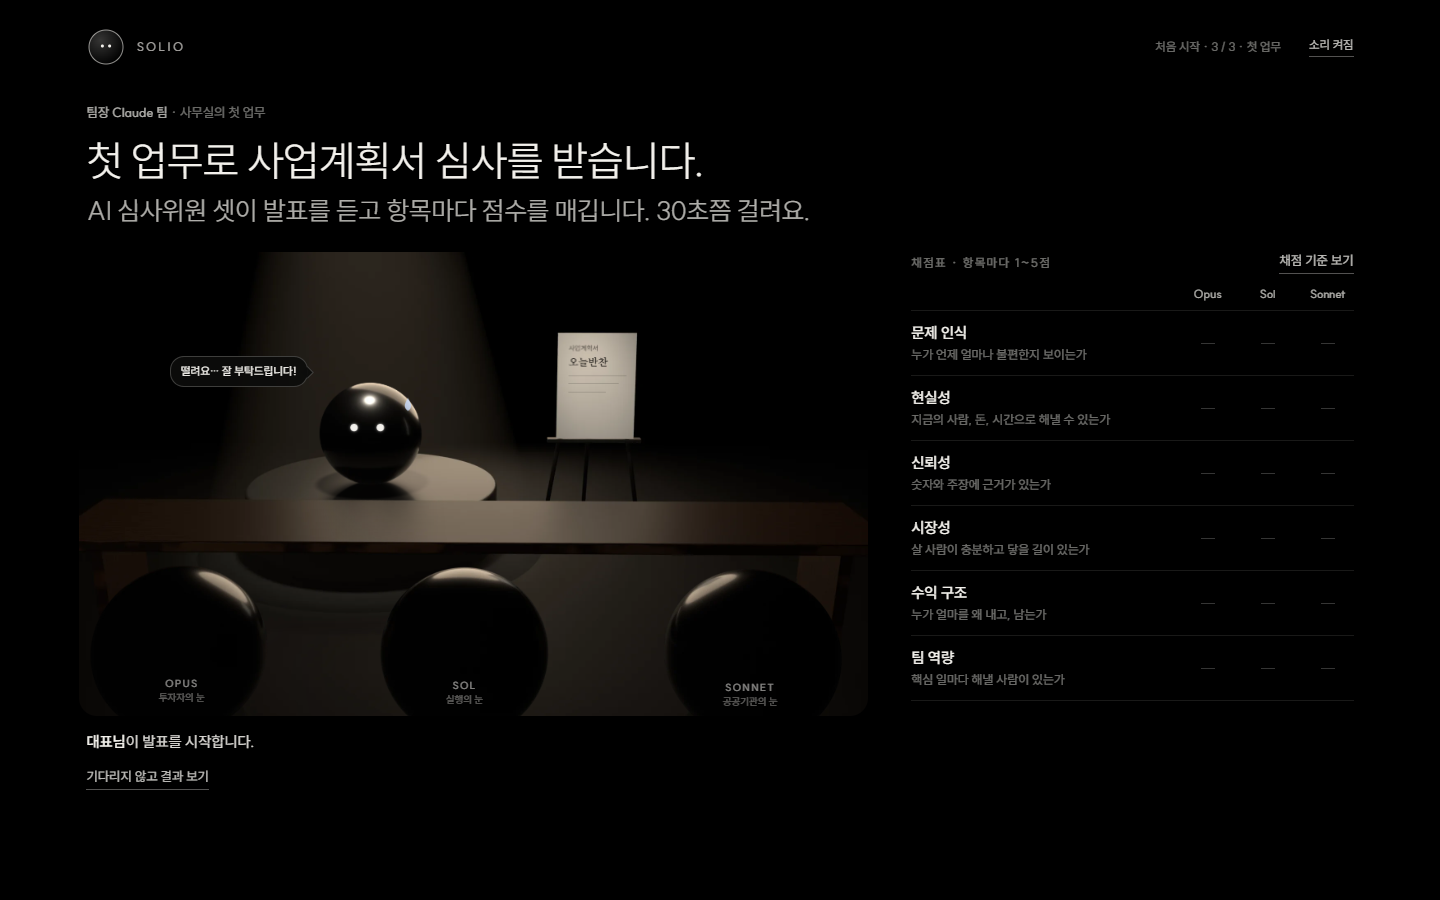 SOLIO
처음 시작 · 3 / 3 · 첫 업무
소리 켜짐
팀장 Claude 팀 · 사무실의 첫 업무
첫 업무로 사업계획서 심사를 받습니다.
AI 심사위원 셋이 발표를 듣고 항목마다 점수를 매깁니다. 30초쯤 걸려요.
떨려요… 잘 부탁드립니다!
사업계획서
오늘반찬
OPUS
투자자의 눈
SOL
실행의 눈
SONNET
공공기관의 눈
대표님이 발표를 시작합니다.
기다리지 않고 결과 보기
채점표 · 항목마다 1~5점
채점 기준 보기
Opus Sol Sonnet
문제 인식
누가 언제 얼마나 불편한지 보이는가
— — —
현실성
지금의 사람, 돈, 시간으로 해낼 수 있는가
— — —
신뢰성
숫자와 주장에 근거가 있는가
— — —
시장성
살 사람이 충분하고 닿을 길이 있는가
— — —
수익 구조
누가 얼마를 왜 내고, 남는가
— — —
팀 역량
핵심 일마다 해낼 사람이 있는가
— — —